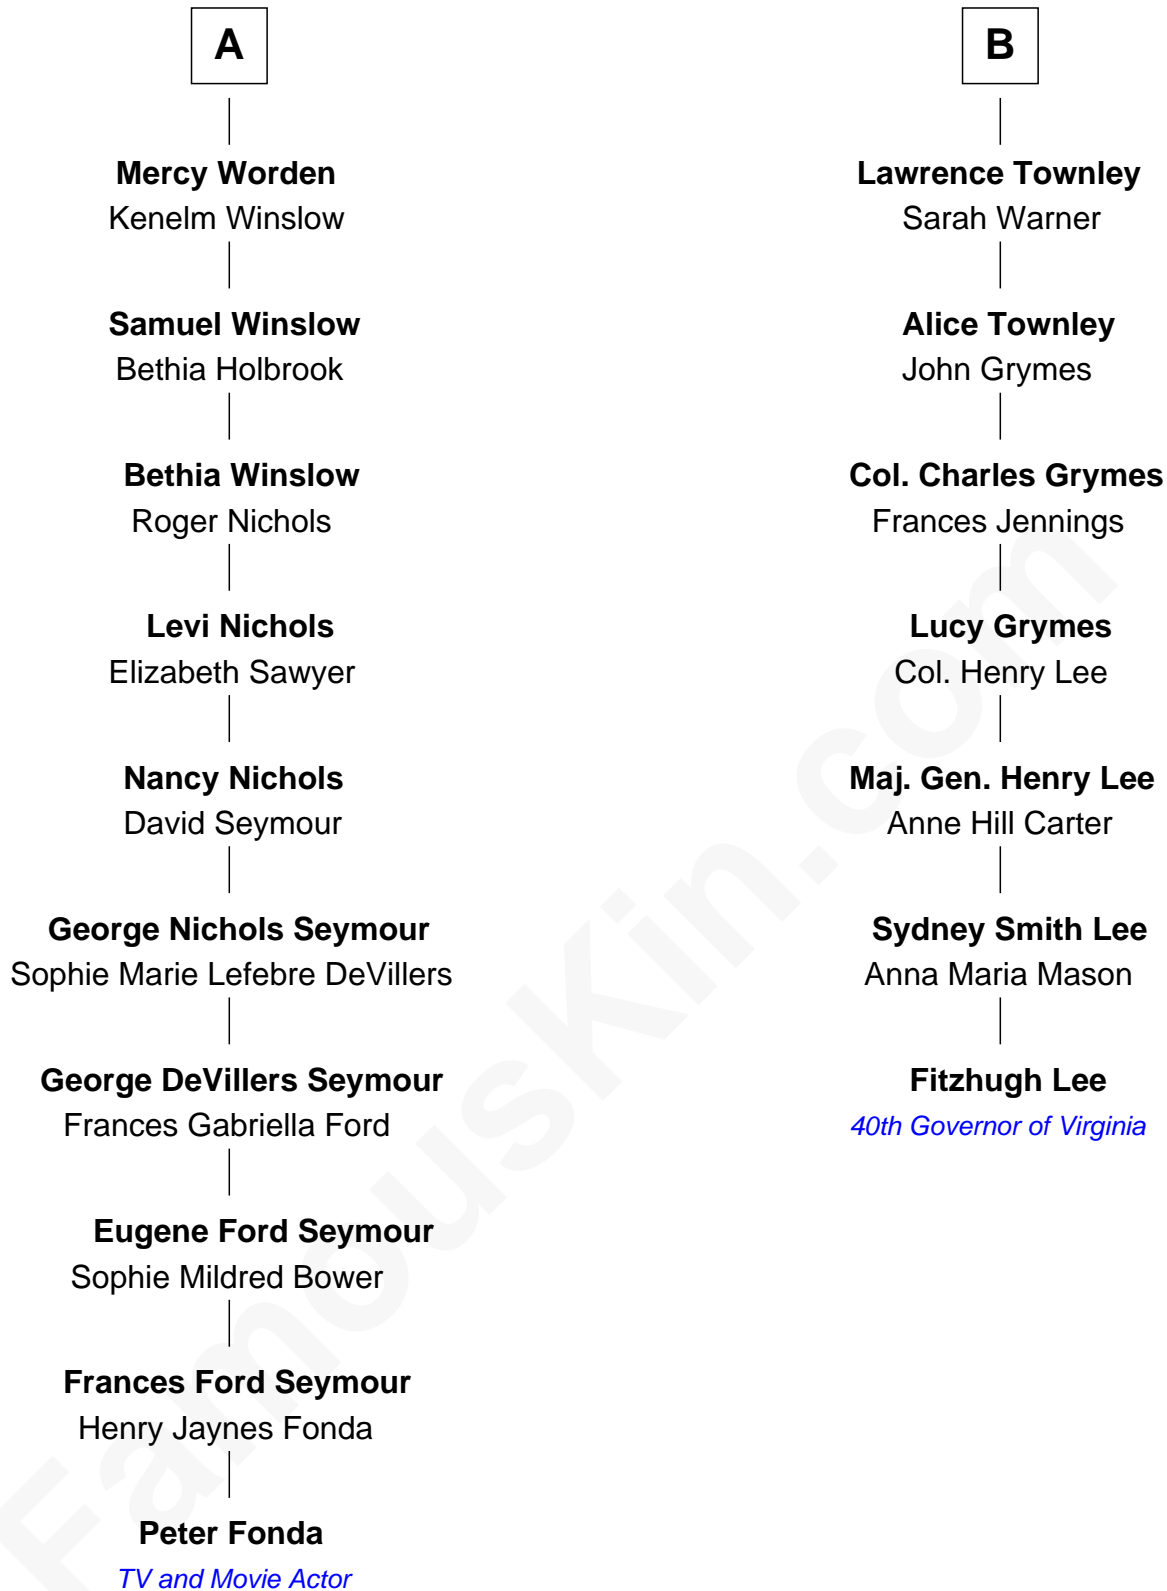 A
Mercy Worden
Kenelm Winslow
Samuel Winslow
Bethia Holbrook
Bethia Winslow
Roger Nichols
Levi Nichols
Elizabeth Sawyer
Nancy Nichols
David Seymour
George Nichols Seymour
Sophie Marie Lefebre DeVillers
George DeVillers Seymour
Frances Gabriella Ford
Eugene Ford Seymour
Sophie Mildred Bower
Frances Ford Seymour
Henry Jaynes Fonda
Peter Fonda
TV and Movie Actor
B
Lawrence Townley
Sarah Warner
Alice Townley
John Grymes
Col. Charles Grymes
Frances Jennings
Lucy Grymes
Col. Henry Lee
Maj. Gen. Henry Lee
Anne Hill Carter
Sydney Smith Lee
Anna Maria Mason
Fitzhugh Lee
40th Governor of Virginia
FamousKin.com